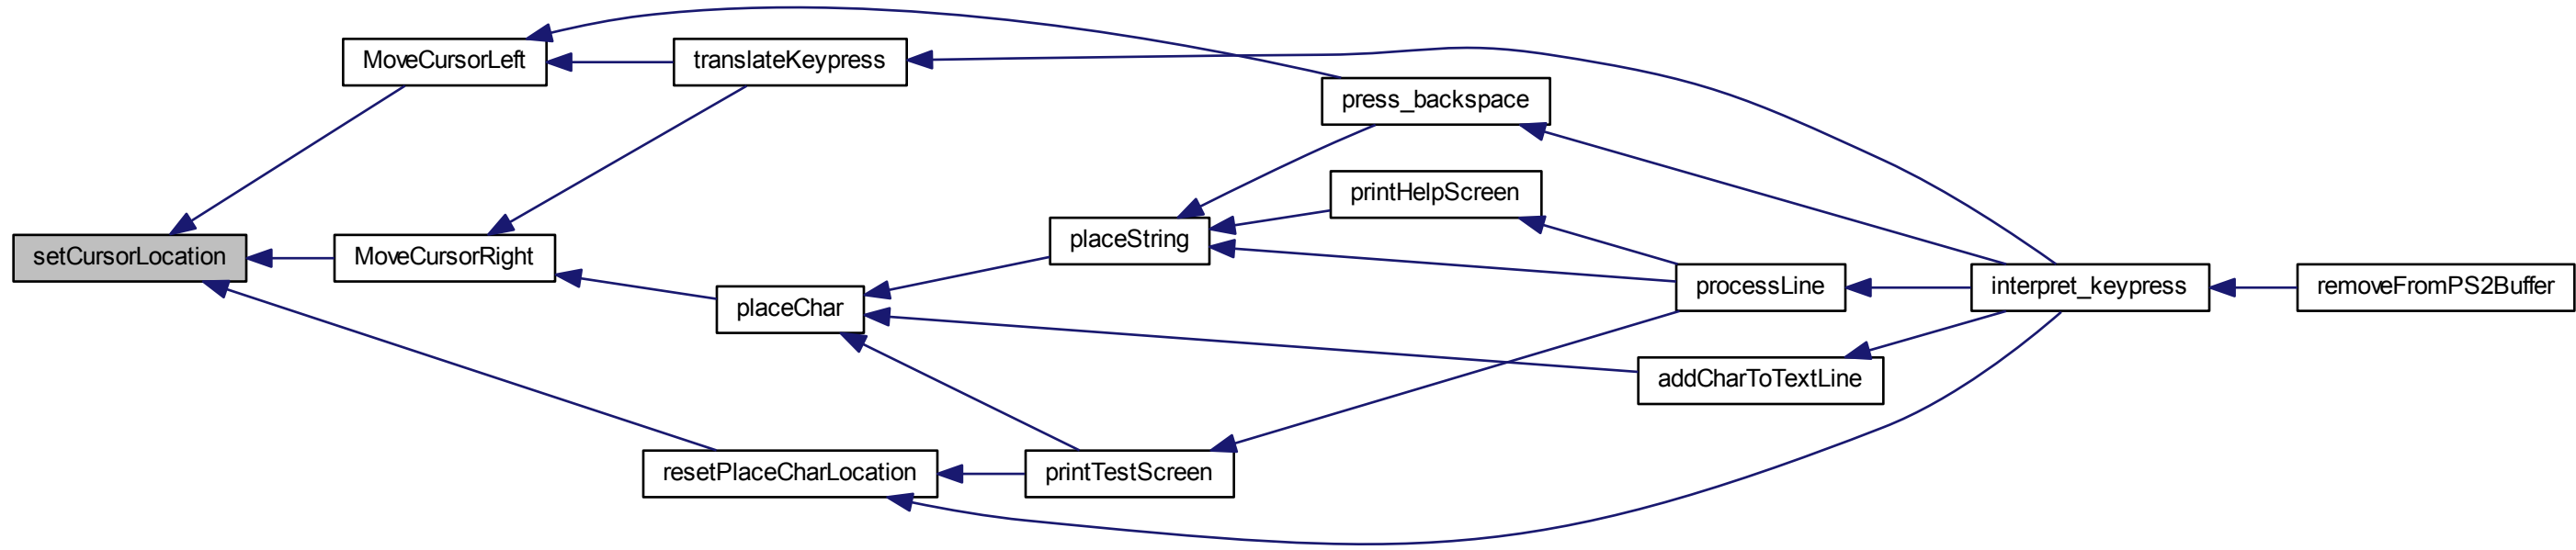 MoveCursorLeft
translateKeypress
press_backspace
printHelpScreen
placeString
setCursorLocation
MoveCursorRight
processLine
interpret_keypress
removeFromPS2Buffer
placeChar
addCharToTextLine
resetPlaceCharLocation
printTestScreen